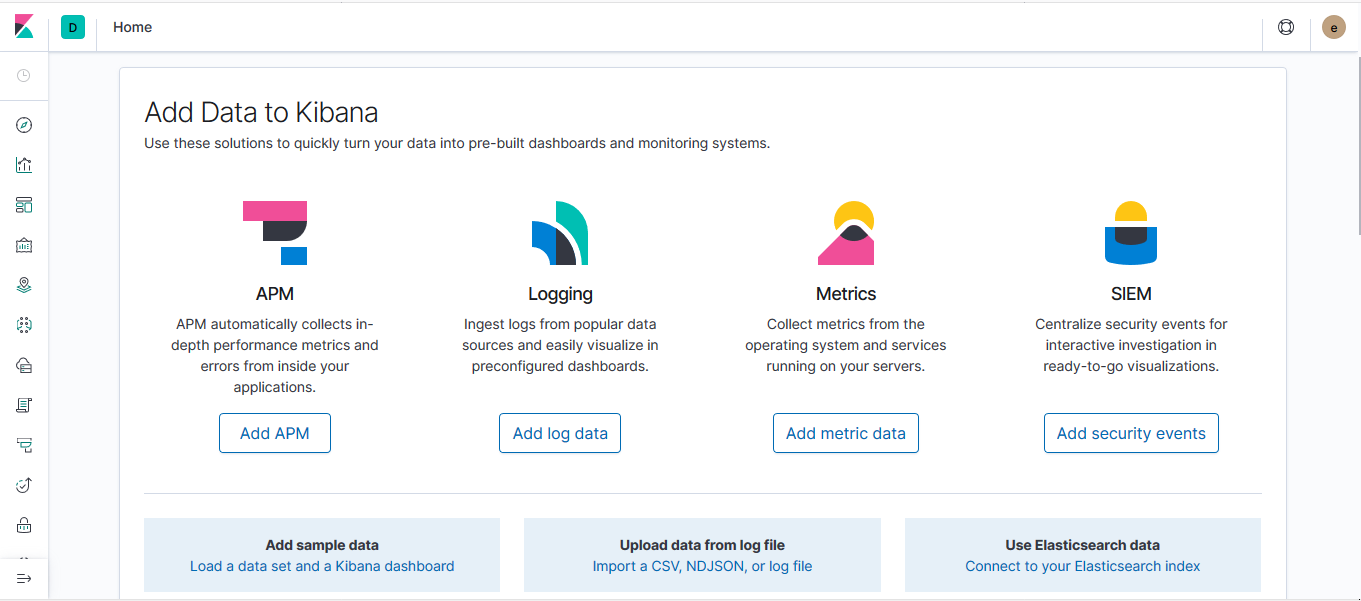 D
Home
e
Add Data to Kibana
Use these solutions to quickly turn your data into pre-built dashboards and monitoring systems.
APM
APM automatically collects in-
depth performance metrics and
errors from inside your
applications.
Add APM
Logging
Ingest logs from popular data
sources and easily visualize in
preconfigured dashboards.
Add log data
Metrics
Collect metrics from the
operating system and services
running on your servers.
Add metric data
SIEM
Centralize security events for
interactive investigation in
ready-to-go visualizations.
Add security events
Add sample data
Load a data set and a Kibana dashboard
Upload data from log file
Import a CSV, NDJSON, or log file
Use Elasticsearch data
Connect to your Elasticsearch index